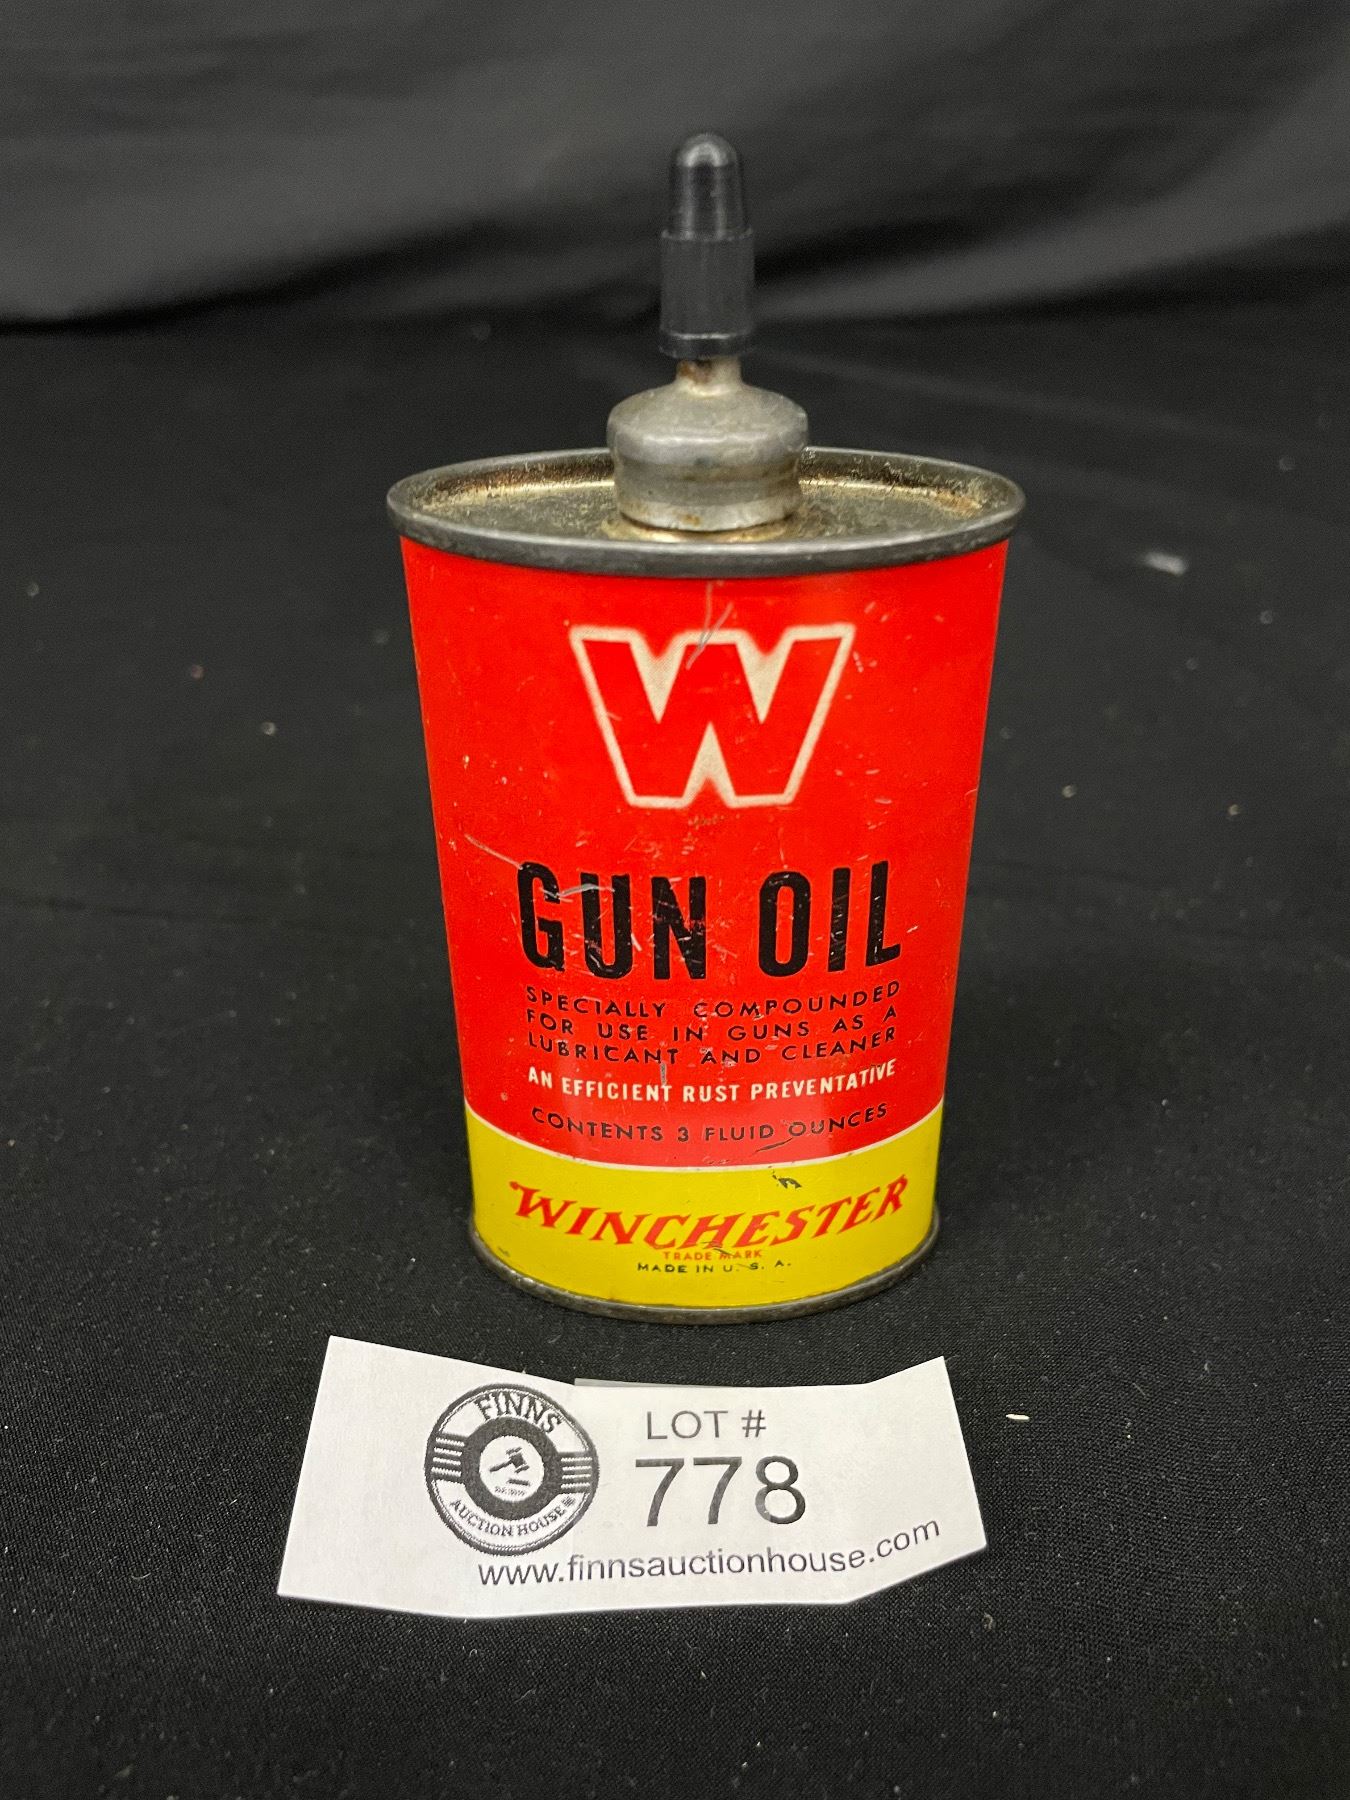 W
GUN OIL
SPECIALLY COMPOUNDED
FOR USE IN GUNS AS A
LUBRICANT AND CLEANER
AN EFFICIENT RUST PREVENTATIVE
CONTENTS 3 FLUID OUNCES
WINCHESTER
TRADE MARK
MADE IN U. S. A.
FINNS
AUCTION HOUSE
LOT #
778
www.finnsauctionhouse.com